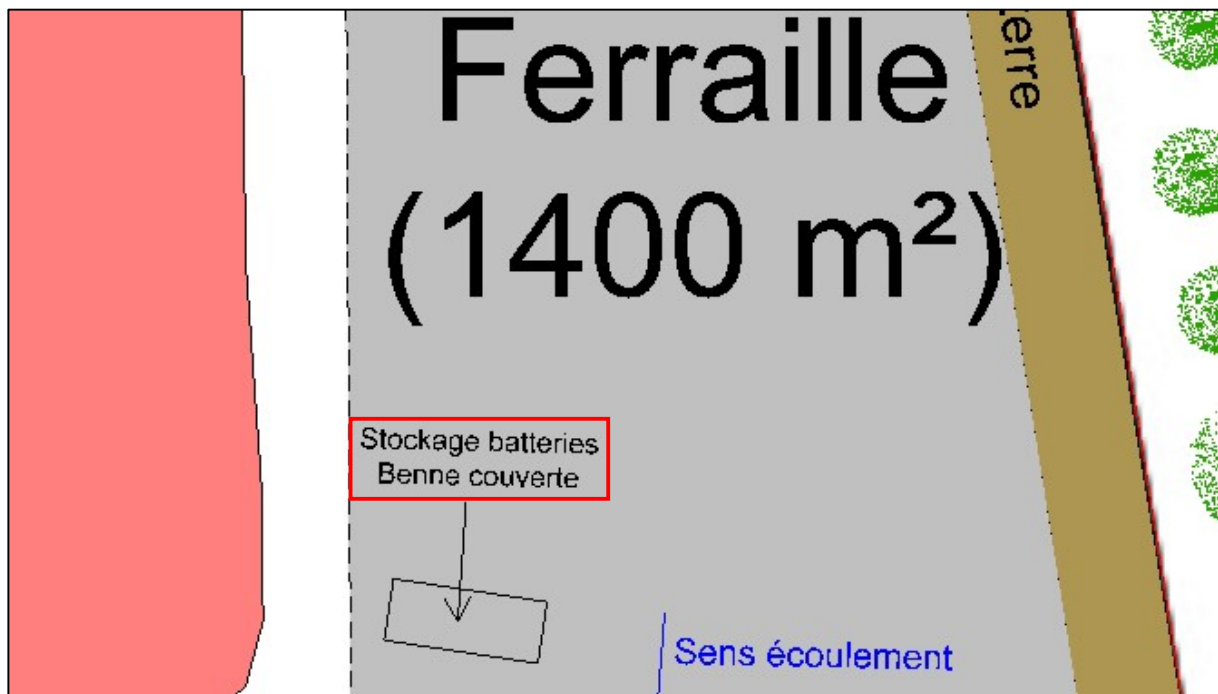 Ferraille
(1400 m²)
erre
Stockage batteries
Benne couverte
Sens écoulement